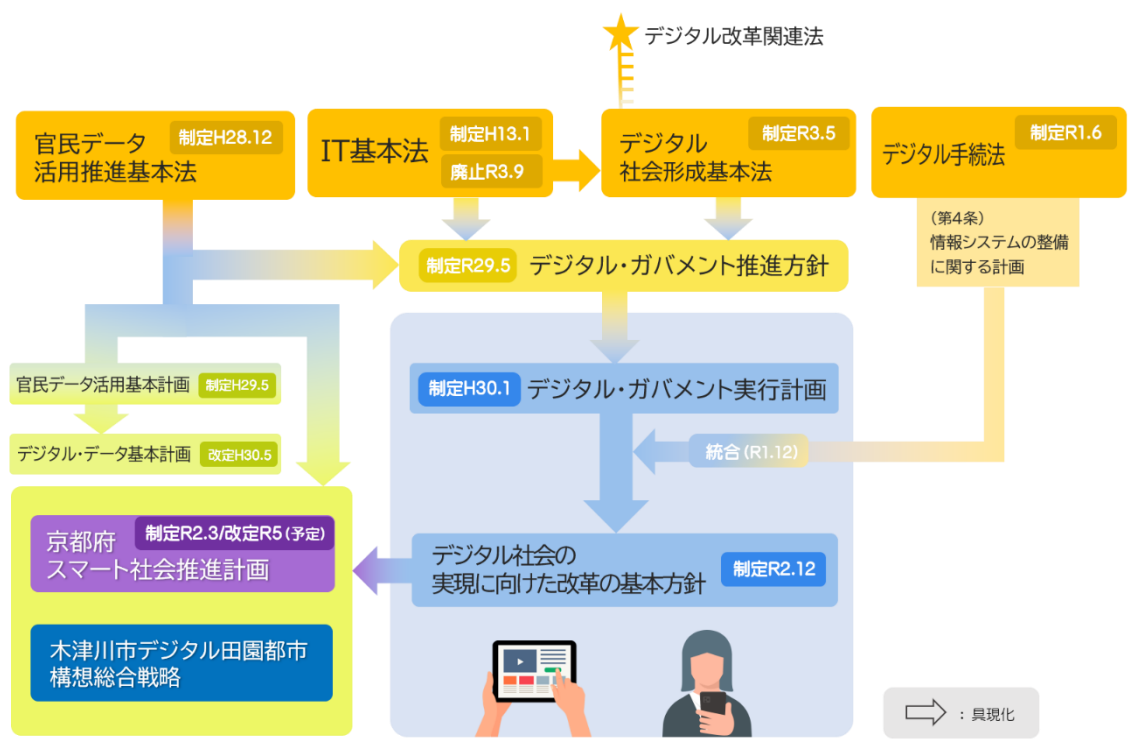 デジタル改革関連法
官民データ
活用推進基本法
制定H28.12
IT基本法
制定H13.1
廃止R3.9
デジタル
社会形成基本法
制定R3.5
デジタル手続法
制定R1.6
(第4条)
情報システムの整備
に関する計画
制定R29.5
デジタル・ガバメント推進方針
制定H30.1
デジタル・ガバメント実行計画
官民データ活用基本計画
制定H29.5
デジタル・データ基本計画
改定H30.5
統合(R1.12)
京都府
スマート社会推進計画
制定R2.3/改定R5(予定)
デジタル社会の
実現に向けた改革の基本方針
制定R2.12
木津川市デジタル田園都市
構想総合戦略
:具現化